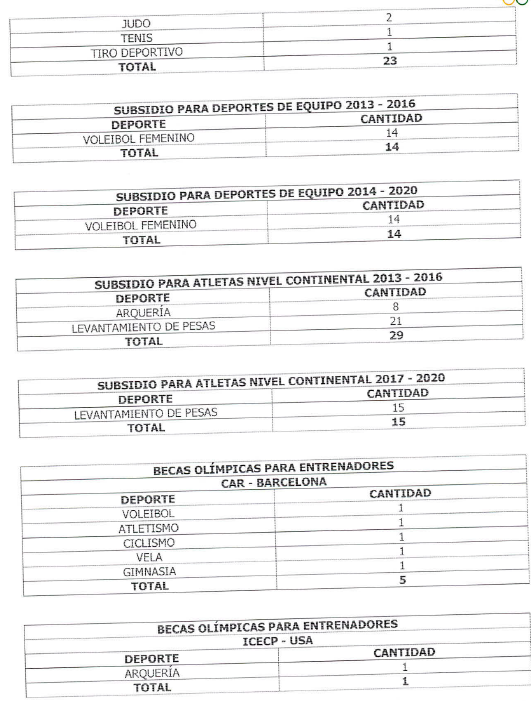 JUDO 2
TENIS 1
TIRO DEPORTIVO 1
TOTAL 23
SUBSIDIO PARA DEPORTES DE EQUIPO 2013 - 2016
DEPORTE CANTIDAD
VOLEIBOL FEMENINO 14
TOTAL 14
SUBSIDIO PARA DEPORTES DE EQUIPO 2014 - 2020
DEPORTE CANTIDAD
VOLEIBOL FEMENINO 14
TOTAL 14
SUBSIDIO PARA ATLETAS NIVEL CONTINENTAL 2013 - 2016
DEPORTE CANTIDAD
ARQUERÍA 8
LEVANTAMIENTO DE PESAS 21
TOTAL 29
SUBSIDIO PARA ATLETAS NIVEL CONTINENTAL 2017 - 2020
DEPORTE CANTIDAD
LEVANTAMIENTO DE PESAS 15
TOTAL 15
BECAS OLÍMPICAS PARA ENTRENADORES
CAR - BARCELONA
DEPORTE CANTIDAD
VOLEIBOL 1
ATLETISMO 1
CICLISMO 1
VELA 1
GIMNASIA 1
TOTAL 5
BECAS OLÍMPICAS PARA ENTRENADORES
ICECP - USA
DEPORTE CANTIDAD
ARQUERÍA 1
TOTAL 1